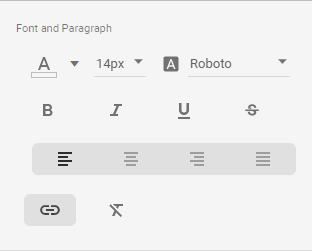 Font and Paragraph
A 14px A Roboto
B I U S